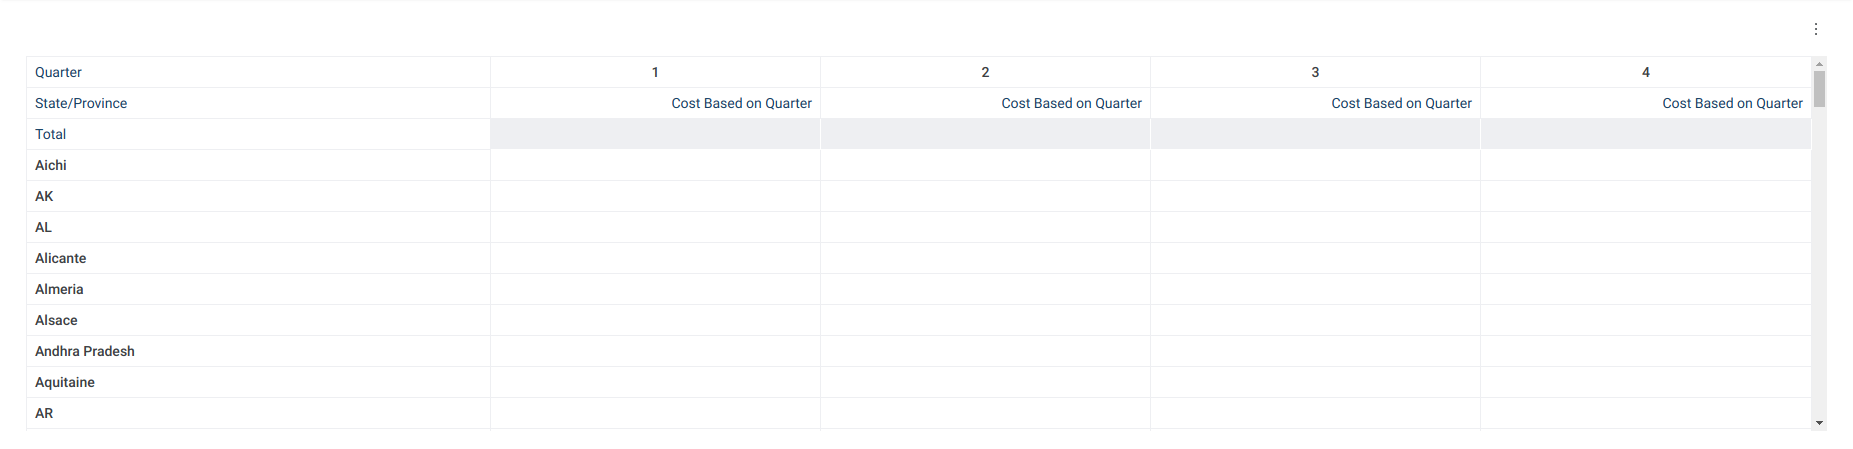 Quarter 1 2 3 4
State/Province Cost Based on Quarter Cost Based on Quarter Cost Based on Quarter Cost Based on Quarter
Total
Aichi
AK
AL
Alicante
Almeria
Alsace
Andhra Pradesh
Aquitaine
AR